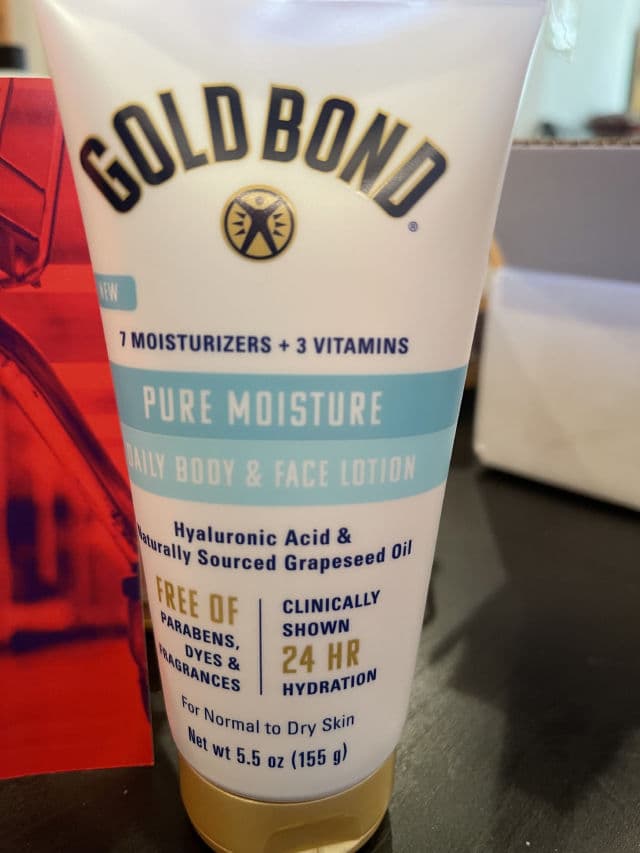 GOLD BOND
®
NEW
7 MOISTURIZERS + 3 VITAMINS
PURE MOISTURE
DAILY BODY & FACE LOTION
Hyaluronic Acid &
Naturally Sourced Grapeseed Oil
FREE OF
PARABENS,
DYES &
FRAGRANCES
CLINICALLY
SHOWN
24 HR
HYDRATION
For Normal to Dry Skin
Net wt 5.5 oz (155 g)